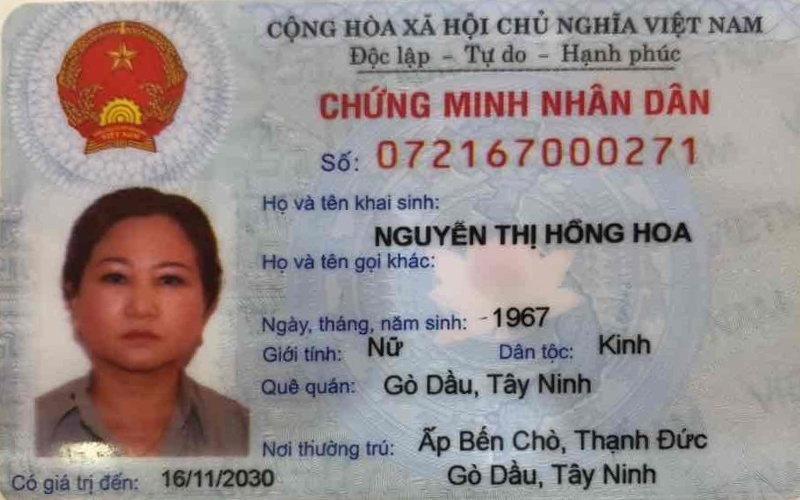 CỘNG HÒA XÃ HỘI CHỦ NGHĨA VIỆT NAM
Độc lập - Tự do - Hạnh phúc
CHỨNG MINH NHÂN DÂN
Số: 072167000271
Họ và tên khai sinh:
NGUYỄN THỊ HỒNG HOA
Họ và tên gọi khác:
Ngày, tháng, năm sinh: -1967
Giới tính: Nữ Dân tộc: Kinh
Quê quán: Gò Dầu, Tây Ninh
Nơi thường trú: Ấp Bến Chò, Thạnh Đức
Gò Dầu, Tây Ninh
Có giá trị đến: 16/11/2030
VIỆT NAM